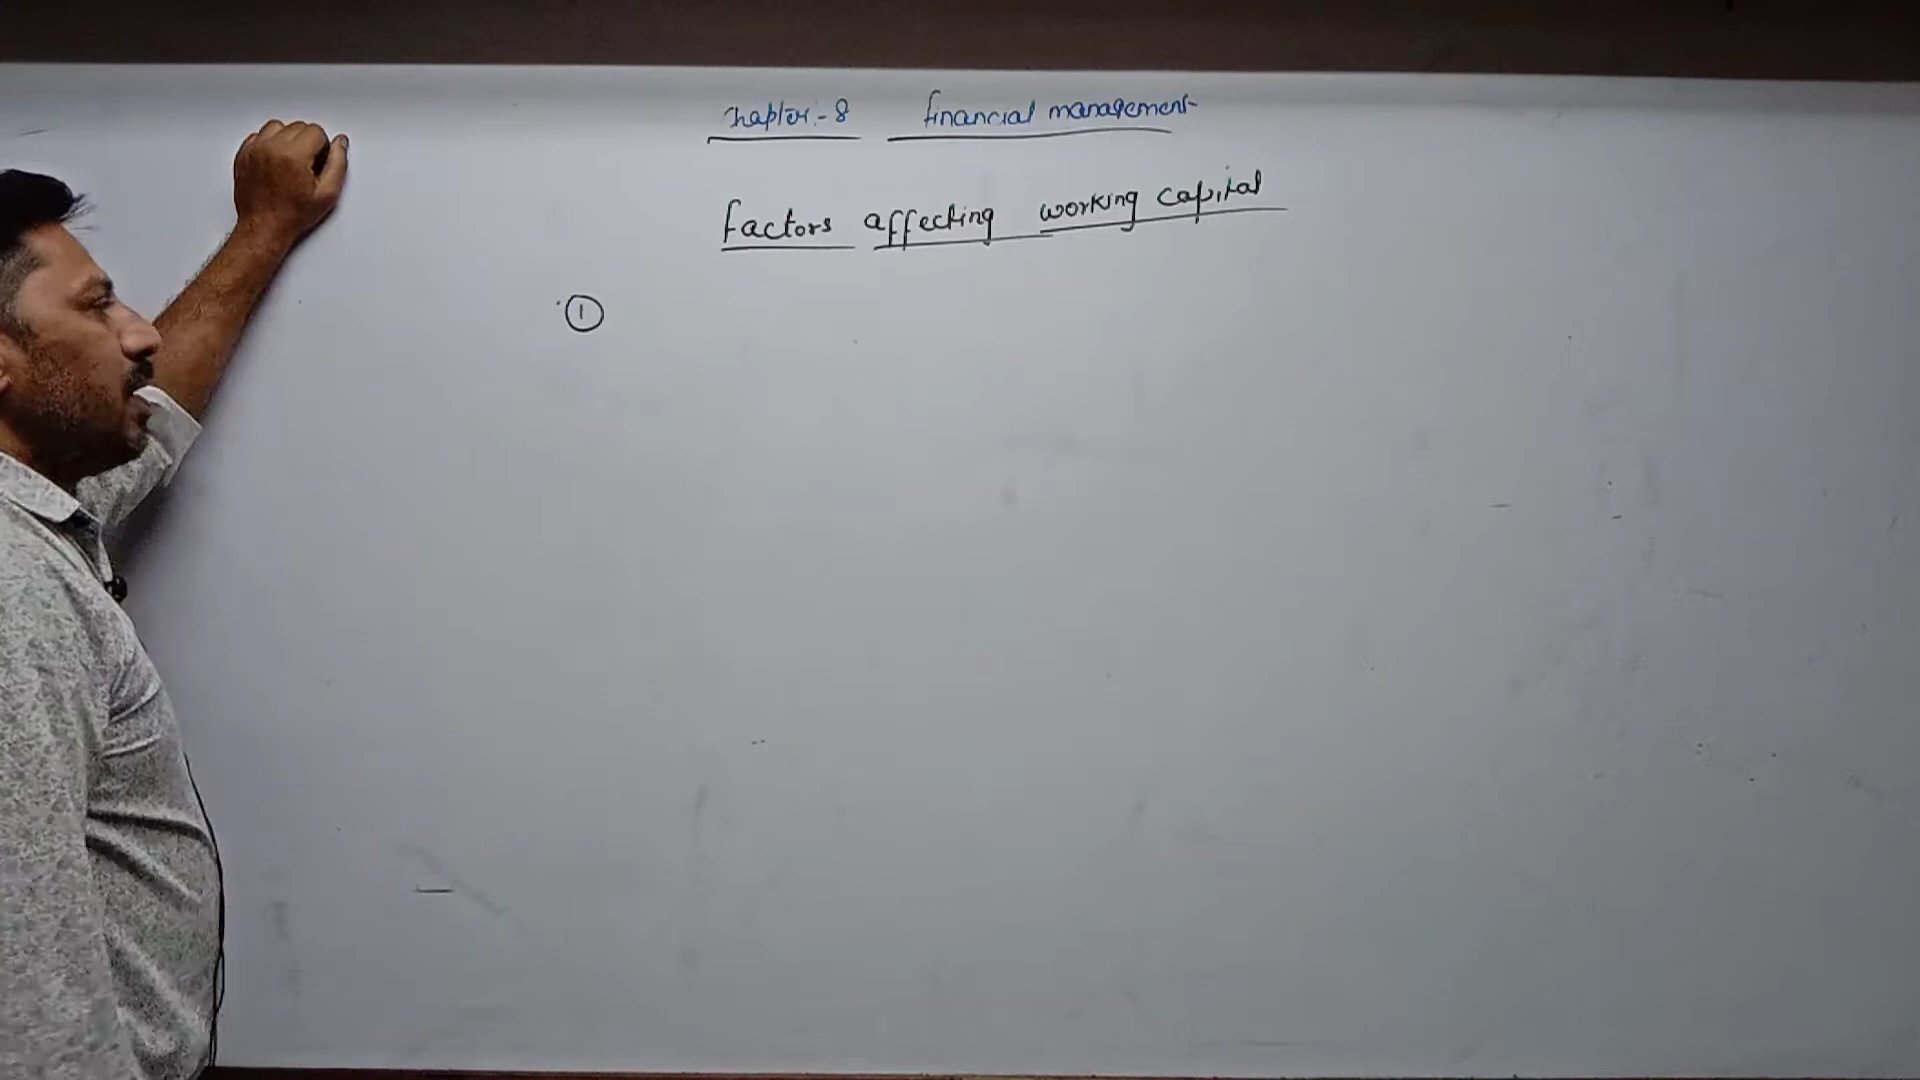 Chapter:- 8 financial management
factors affecting working capital
①